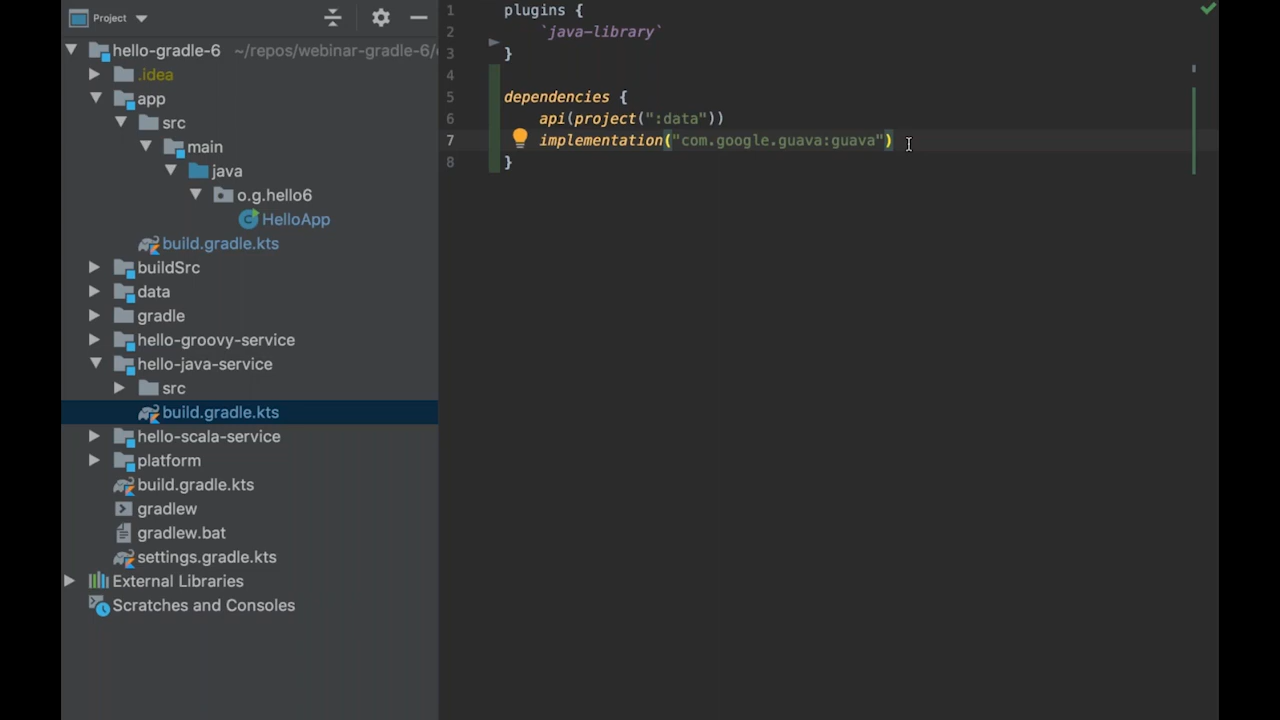 Project
hello-gradle-6 ~/repos/webinar-gradle-6/
.idea
app
src
main
java
o.g.hello6
HelloApp
build.gradle.kts
buildSrc
data
gradle
hello-groovy-service
hello-java-service
src
build.gradle.kts
hello-scala-service
platform
build.gradle.kts
gradlew
gradlew.bat
settings.gradle.kts
External Libraries
Scratches and Consoles
1 plugins {
2 `java-library`
3 }
4
5 dependencies {
6 api(project(":data"))
7 implementation("com.google.guava:guava")
8 }